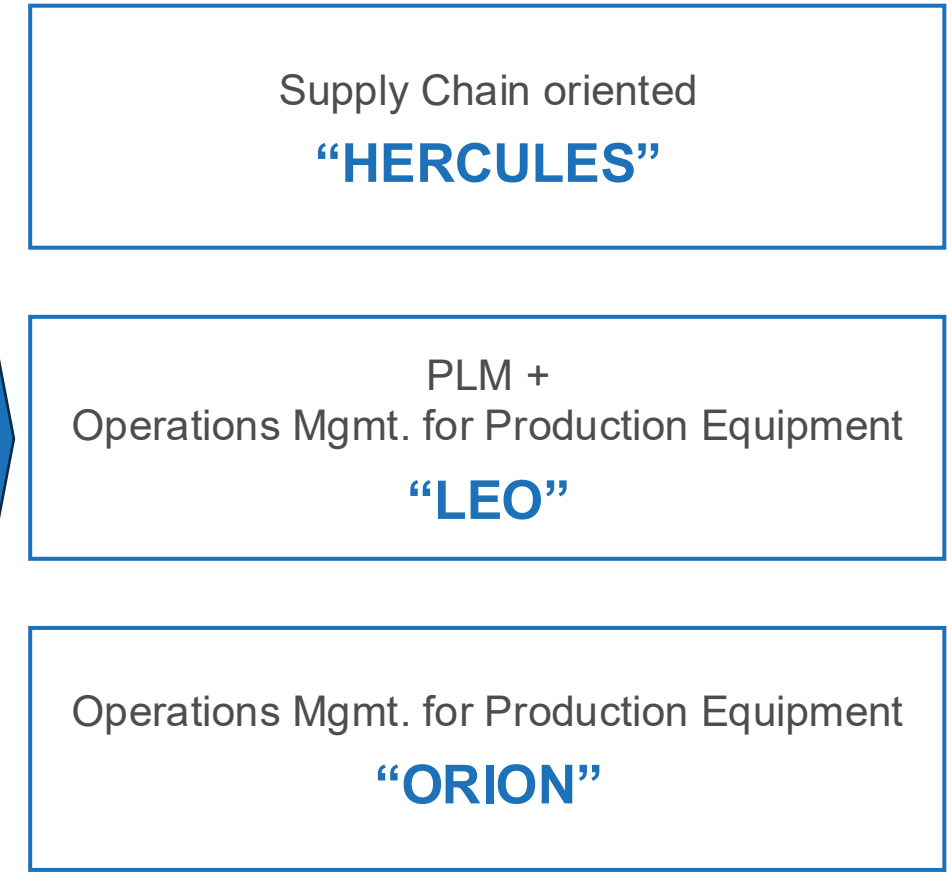 Supply Chain oriented
“HERCULES”
PLM +
Operations Mgmt. for Production Equipment
“LEO”
Operations Mgmt. for Production Equipment
“ORION”